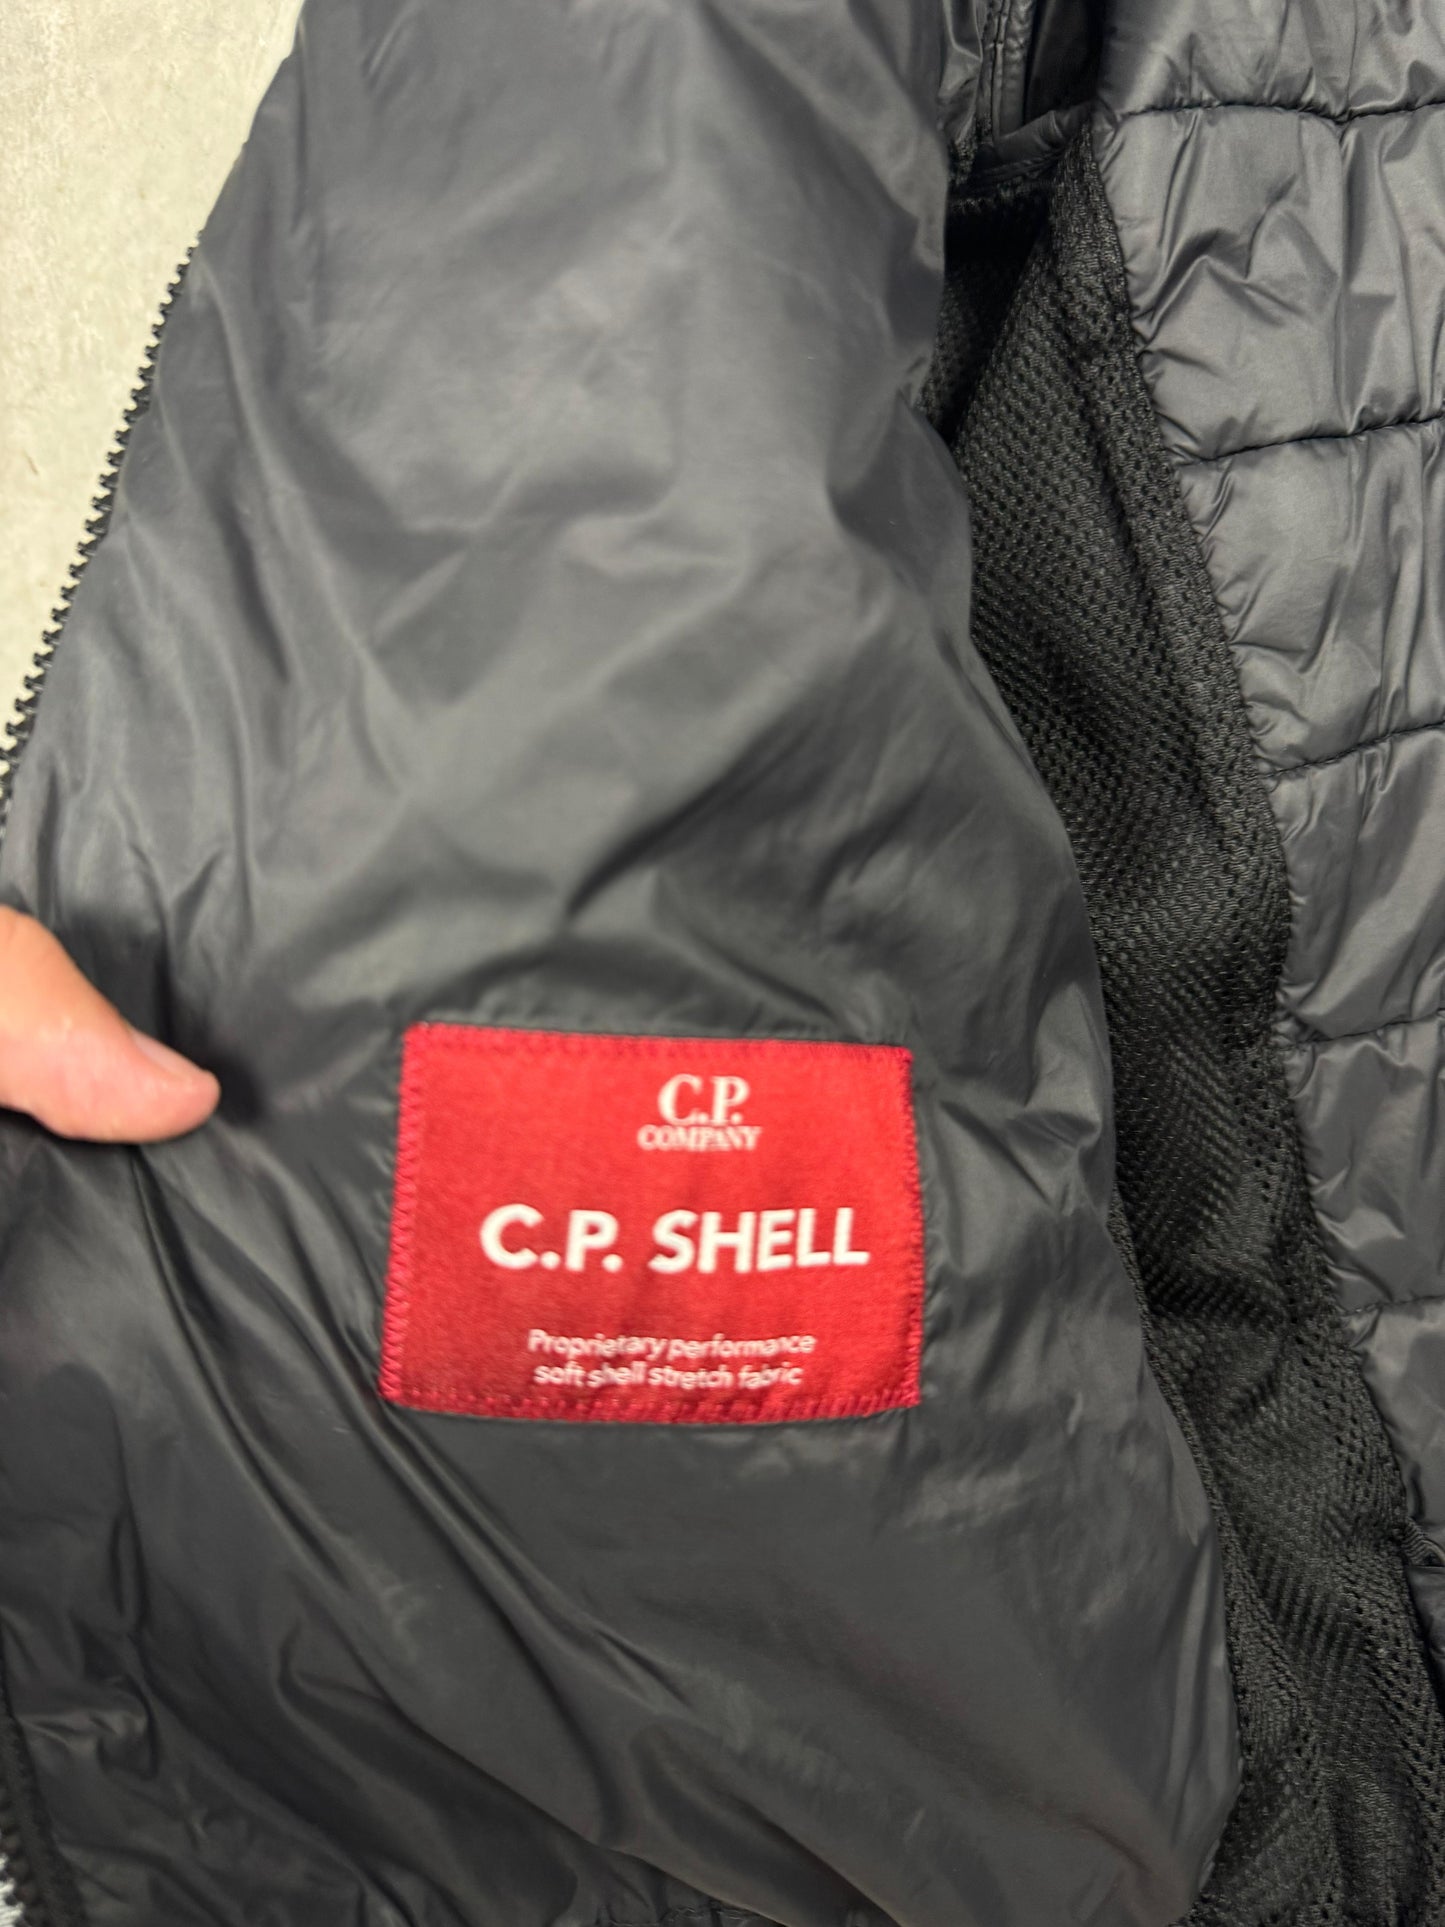 C.P.
COMPANY
C.P. SHELL
Proprietary performance
soft shell stretch fabric